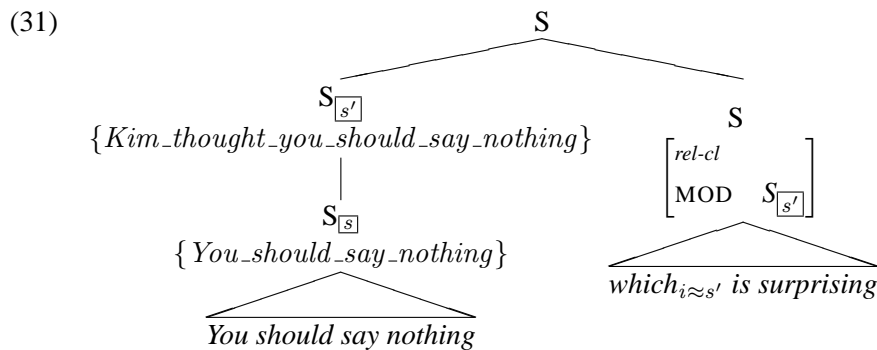 (31)
S
S[s′]
{Kim_thought_you_should_say_nothing}
S[s]
{You_should_say_nothing}
You should say nothing
S
rel-cl
MOD S[s′]
which i≈s′ is surprising